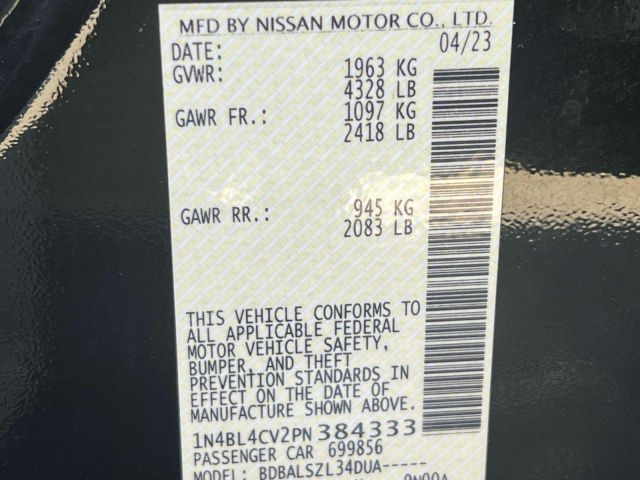 MFD BY NISSAN MOTOR CO., LTD.
DATE: 04/23
GVWR: 1963 KG
4328 LB
GAWR FR.: 1097 KG
2418 LB
GAWR RR.: 945 KG
2083 LB
THIS VEHICLE CONFORMS TO
ALL APPLICABLE FEDERAL
MOTOR VEHICLE SAFETY,
BUMPER, AND THEFT
PREVENTION STANDARDS IN
EFFECT ON THE DATE OF
MANUFACTURE SHOWN ABOVE.
1N4BL4CV2PN384333
PASSENGER CAR 699856
MODEL: BDBALSZL34DUA-----